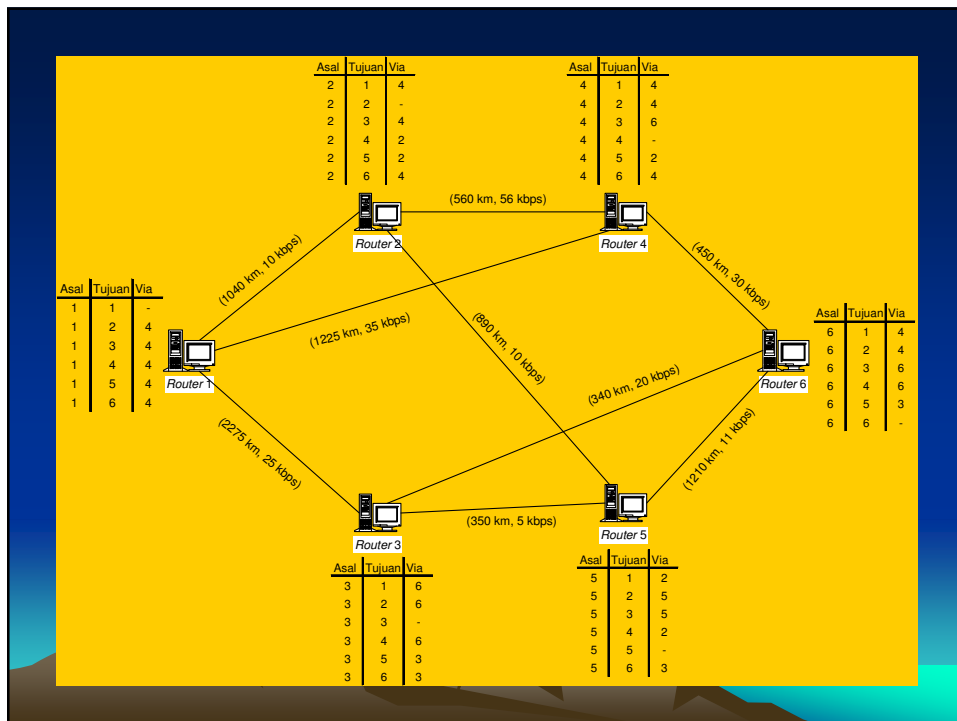 Asal Tujuan Via
2 1 4
2 2 -
2 3 4
2 4 2
2 5 2
2 6 4
Asal Tujuan Via
4 1 4
4 2 4
4 3 6
4 4 -
4 5 2
4 6 4
(560 km, 56 kbps)
Router 2
Router 4
(1040 km, 10 kbps)
(450 km, 30 kbps)
Asal Tujuan Via
1 1 -
1 2 4
1 3 4
1 4 4
1 5 4
1 6 4
Router 1
(1225 km, 35 kbps)
(890 km, 10 kbps)
Asal Tujuan Via
6 1 4
6 2 4
6 3 6
6 4 6
6 5 3
6 6 -
Router 6
(340 km, 20 kbps)
(2275 km, 25 kbps)
(1210 km, 11 kbps)
(350 km, 5 kbps)
Router 3
Router 5
Asal Tujuan Via
3 1 6
3 2 6
3 3 -
3 4 6
3 5 3
3 6 3
Asal Tujuan Via
5 1 2
5 2 5
5 3 5
5 4 2
5 5 -
5 6 3